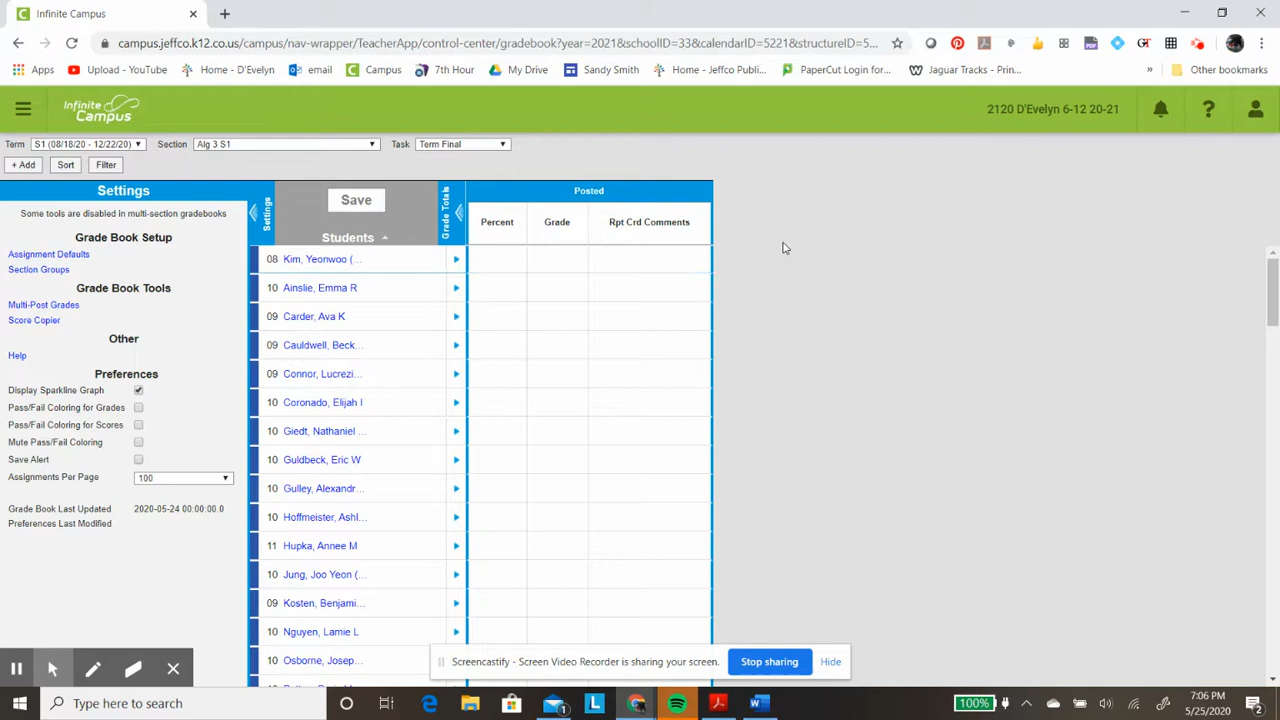 Infinite Campus
campus.jeffco.k12.co.us/campus/nav-wrapper/TeacherApp/control-center/gradebook?year=2021&schoolID=33&calendarID=5221&structureID=5...
Apps Upload - YouTube Home - D'Evelyn email Campus 7th Hour My Drive Sandy Smith Home - Jeffco Publi... PaperCut Login for... Jaguar Tracks - Prin... » Other bookmarks
Infinite Campus 2120 D'Evelyn 6-12 20-21
Term S1 (08/18/20 - 12/22/20) Section Alg 3 S1 Task Term Final
+ Add Sort Filter
Settings
Some tools are disabled in multi-section gradebooks
Grade Book Setup
Assignment Defaults
Section Groups
Grade Book Tools
Multi-Post Grades
Score Copier
Other
Help
Preferences
Display Sparkline Graph
Pass/Fail Coloring for Grades
Pass/Fail Coloring for Scores
Mute Pass/Fail Coloring
Save Alert
Assignments Per Page 100
Grade Book Last Updated 2020-05-24 00:00:00.0
Preferences Last Modified
Settings
Save
Students
Grade Totals
Posted
Percent Grade Rpt Crd Comments
08 Kim, Yeonwoo (...
10 Ainslie, Emma R
09 Carder, Ava K
09 Cauldwell, Beck...
09 Connor, Lucrezi...
10 Coronado, Elijah I
10 Giedt, Nathaniel ...
10 Guldbeck, Eric W
10 Gulley, Alexandr...
10 Hoffmeister, Ashl...
11 Hupka, Annee M
10 Jung, Joo Yeon (...
09 Kosten, Benjami...
10 Nguyen, Lamie L
10 Osborne, Josep...
Screencastify - Screen Video Recorder is sharing your screen. Stop sharing Hide
Type here to search
100%
7:06 PM
5/25/2020